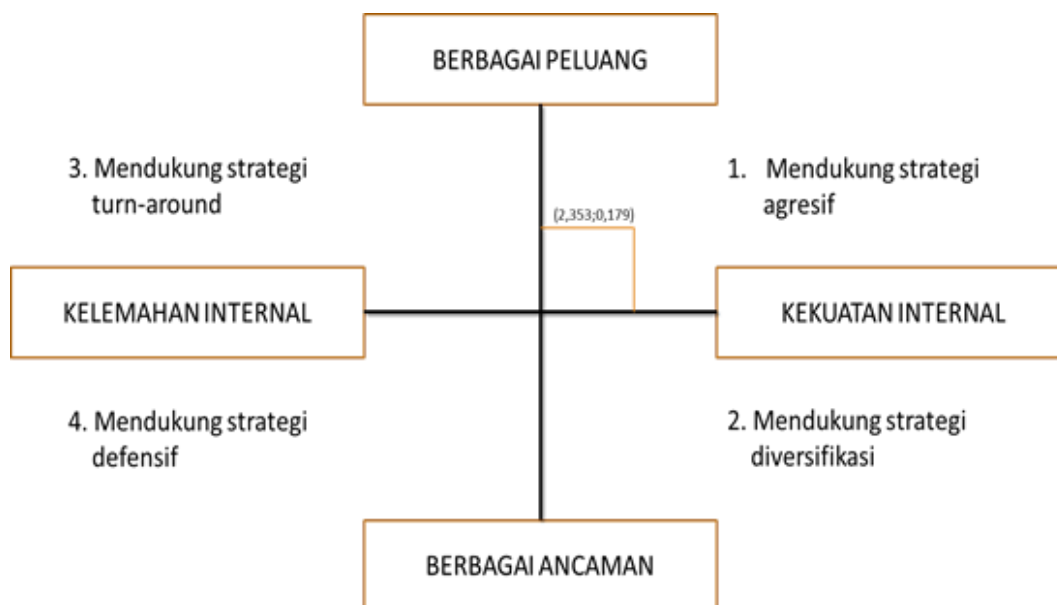 BERBAGAI PELUANG
3. Mendukung strategi
turn-around
1. Mendukung strategi
agresif
(2,353;0,179)
KELEMAHAN INTERNAL
KEKUATAN INTERNAL
4. Mendukung strategi
defensif
2. Mendukung strategi
diversifikasi
BERBAGAI ANCAMAN